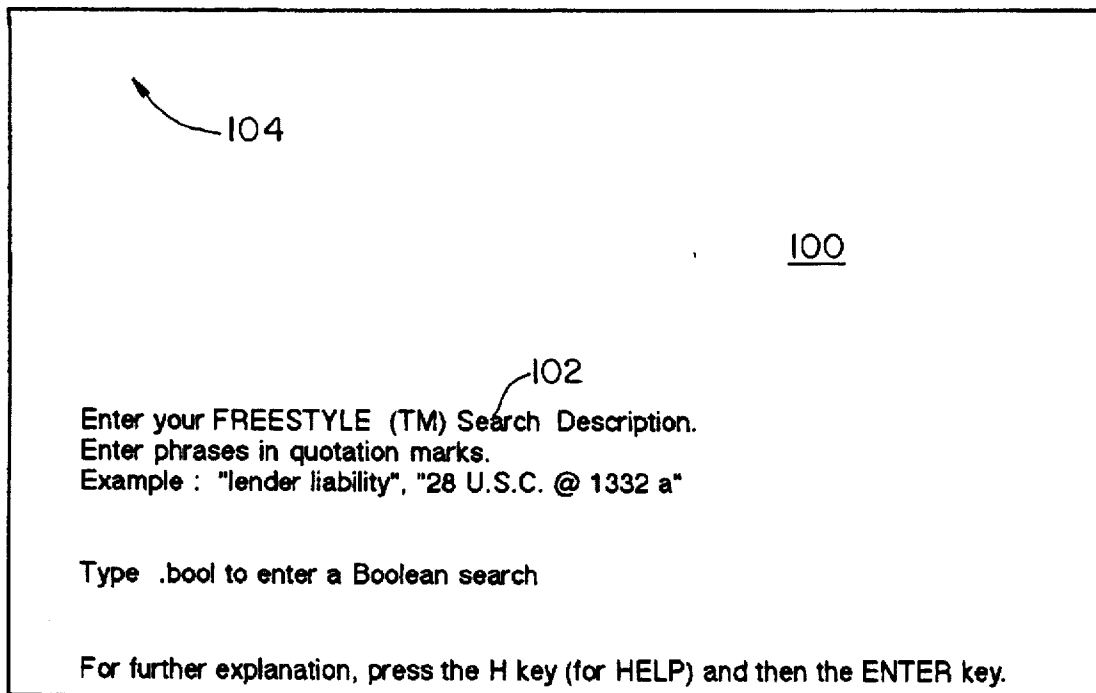 104
100
102
Enter your FREESTYLE (TM) Search Description.
Enter phrases in quotation marks.
Example : "lender liability", "28 U.S.C. @ 1332 a"
Type .bool to enter a Boolean search
For further explanation, press the H key (for HELP) and then the ENTER key.